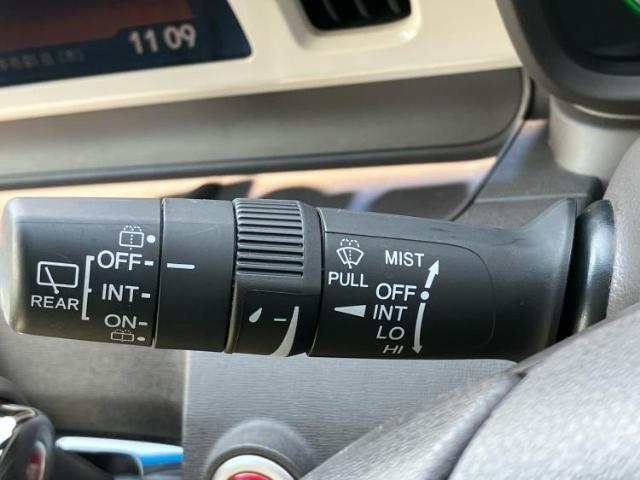 11 09
OFF
INT
ON
REAR
PULL
MIST
OFF
INT
LO
HI